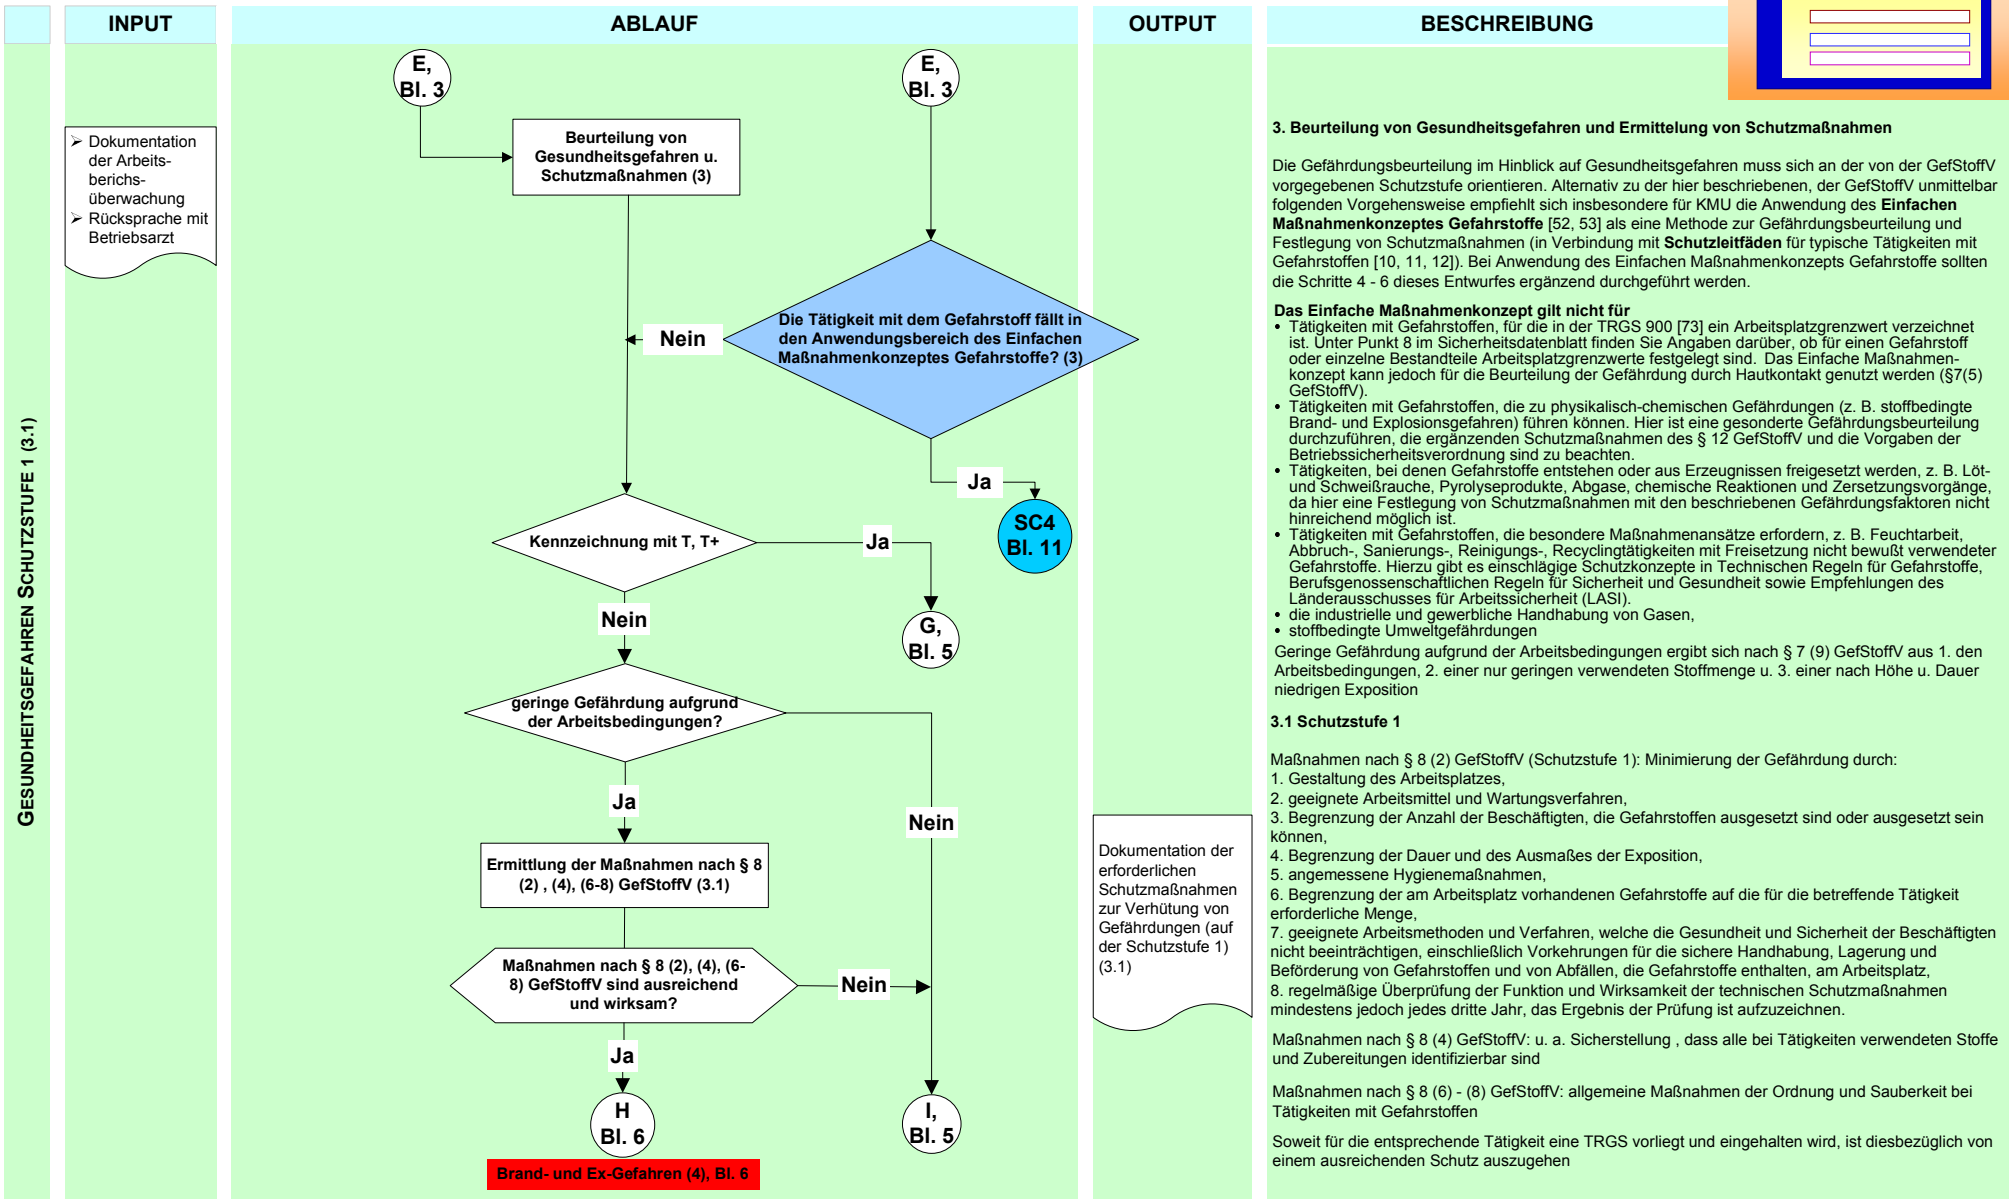 INPUT
ABLAUF
OUTPUT
BESCHREIBUNG
GESUNDHEITSGEFAHREN SCHUTZSTUFE 1 (3.1)
➢ Dokumentation
der Arbeits-
berichs-
überwachung
➢ Rücksprache mit
Betriebsarzt
E,
Bl. 3
E,
Bl. 3
Beurteilung von
Gesundheitsgefahren u.
Schutzmaßnahmen (3)
Die Tätigkeit mit dem Gefahrstoff fällt in
den Anwendungsbereich des Einfachen
Maßnahmenkonzeptes Gefahrstoffe? (3)
Nein
Ja
SC4
Bl. 11
Kennzeichnung mit T, T+
Ja
Nein
G,
Bl. 5
geringe Gefährdung aufgrund
der Arbeitsbedingungen?
Ja
Nein
Ermittlung der Maßnahmen nach § 8
(2) , (4), (6-8) GefStoffV (3.1)
Maßnahmen nach § 8 (2), (4), (6-
8) GefStoffV sind ausreichend
und wirksam?
Nein
Ja
H
Bl. 6
I,
Bl. 5
Brand- und Ex-Gefahren (4), Bl. 6
Dokumentation der
erforderlichen
Schutzmaßnahmen
zur Verhütung von
Gefährdungen (auf
der Schutzstufe 1)
(3.1)
3. Beurteilung von Gesundheitsgefahren und Ermittelung von Schutzmaßnahmen
Die Gefährdungsbeurteilung im Hinblick auf Gesundheitsgefahren muss sich an der von der GefStoffV
vorgegebenen Schutzstufe orientieren. Alternativ zu der hier beschriebenen, der GefStoffV unmittelbar
folgenden Vorgehensweise empfiehlt sich insbesondere für KMU die Anwendung des Einfachen
Maßnahmenkonzeptes Gefahrstoffe [52, 53] als eine Methode zur Gefährdungsbeurteilung und
Festlegung von Schutzmaßnahmen (in Verbindung mit Schutzleitfäden für typische Tätigkeiten mit
Gefahrstoffen [10, 11, 12]). Bei Anwendung des Einfachen Maßnahmenkonzepts Gefahrstoffe sollten
die Schritte 4 - 6 dieses Entwurfes ergänzend durchgeführt werden.
Das Einfache Maßnahmenkonzept gilt nicht für
• Tätigkeiten mit Gefahrstoffen, für die in der TRGS 900 [73] ein Arbeitsplatzgrenzwert verzeichnet
ist. Unter Punkt 8 im Sicherheitsdatenblatt finden Sie Angaben darüber, ob für einen Gefahrstoff
oder einzelne Bestandteile Arbeitsplatzgrenzwerte festgelegt sind. Das Einfache Maßnahmen-
konzept kann jedoch für die Beurteilung der Gefährdung durch Hautkontakt genutzt werden (§7(5)
GefStoffV).
• Tätigkeiten mit Gefahrstoffen, die zu physikalisch-chemischen Gefährdungen (z. B. stoffbedingte
Brand- und Explosionsgefahren) führen können. Hier ist eine gesonderte Gefährdungsbeurteilung
durchzuführen, die ergänzenden Schutzmaßnahmen des § 12 GefStoffV und die Vorgaben der
Betriebssicherheitsverordnung sind zu beachten.
• Tätigkeiten, bei denen Gefahrstoffe entstehen oder aus Erzeugnissen freigesetzt werden, z. B. Löt-
und Schweißrauche, Pyrolyseprodukte, Abgase, chemische Reaktionen und Zersetzungsvorgänge,
da hier eine Festlegung von Schutzmaßnahmen mit den beschriebenen Gefährdungsfaktoren nicht
hinreichend möglich ist.
• Tätigkeiten mit Gefahrstoffen, die besondere Maßnahmenansätze erfordern, z. B. Feuchtarbeit,
Abbruch-, Sanierungs-, Reinigungs-, Recyclingtätigkeiten mit Freisetzung nicht bewußt verwendeter
Gefahrstoffe. Hierzu gibt es einschlägige Schutzkonzepte in Technischen Regeln für Gefahrstoffe,
Berufsgenossenschaftlichen Regeln für Sicherheit und Gesundheit sowie Empfehlungen des
Länderausschusses für Arbeitssicherheit (LASI).
• die industrielle und gewerbliche Handhabung von Gasen,
• stoffbedingte Umweltgefährdungen
Geringe Gefährdung aufgrund der Arbeitsbedingungen ergibt sich nach § 7 (9) GefStoffV aus 1. den
Arbeitsbedingungen, 2. einer nur geringen verwendeten Stoffmenge u. 3. einer nach Höhe u. Dauer
niedrigen Exposition
3.1 Schutzstufe 1
Maßnahmen nach § 8 (2) GefStoffV (Schutzstufe 1): Minimierung der Gefährdung durch:
1. Gestaltung des Arbeitsplatzes,
2. geeignete Arbeitsmittel und Wartungsverfahren,
3. Begrenzung der Anzahl der Beschäftigten, die Gefahrstoffen ausgesetzt sind oder ausgesetzt sein
können,
4. Begrenzung der Dauer und des Ausmaßes der Exposition,
5. angemessene Hygienemaßnahmen,
6. Begrenzung der am Arbeitsplatz vorhandenen Gefahrstoffe auf die für die betreffende Tätigkeit
erforderliche Menge,
7. geeignete Arbeitsmethoden und Verfahren, welche die Gesundheit und Sicherheit der Beschäftigten
nicht beeinträchtigen, einschließlich Vorkehrungen für die sichere Handhabung, Lagerung und
Beförderung von Gefahrstoffen und von Abfällen, die Gefahrstoffe enthalten, am Arbeitsplatz,
8. regelmäßige Überprüfung der Funktion und Wirksamkeit der technischen Schutzmaßnahmen
mindestens jedoch jedes dritte Jahr, das Ergebnis der Prüfung ist aufzuzeichnen.
Maßnahmen nach § 8 (4) GefStoffV: u. a. Sicherstellung , dass alle bei Tätigkeiten verwendeten Stoffe
und Zubereitungen identifizierbar sind
Maßnahmen nach § 8 (6) - (8) GefStoffV: allgemeine Maßnahmen der Ordnung und Sauberkeit bei
Tätigkeiten mit Gefahrstoffen
Soweit für die entsprechende Tätigkeit eine TRGS vorliegt und eingehalten wird, ist diesbezüglich von
einem ausreichenden Schutz auszugehen